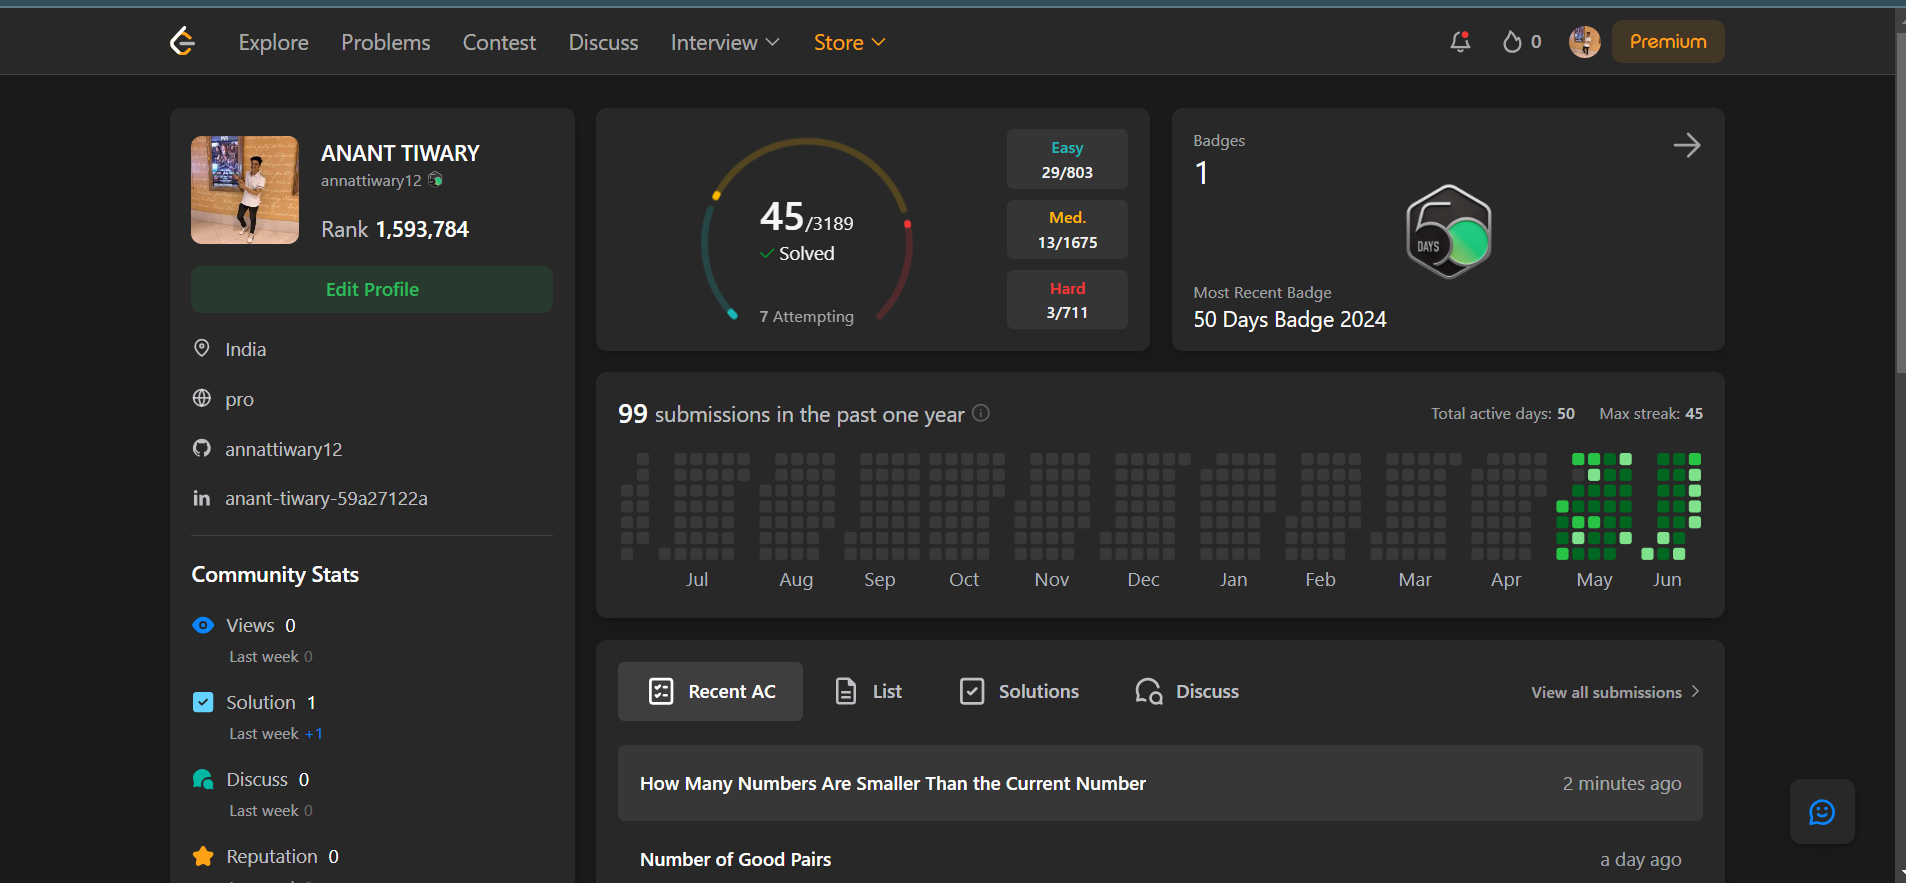 Explore Problems Contest Discuss Interview Store 0 Premium
ANANT TIWARY
annattiwary12
Rank 1,593,784
Edit Profile
India
pro
annattiwary12
anant-tiwary-59a27122a
Community Stats
Views 0
Last week 0
Solution 1
Last week +1
Discuss 0
Last week 0
Reputation 0
45/3189
Solved
7 Attempting
Easy
29/803
Med.
13/1675
Hard
3/711
Badges
1
50
DAYS
Most Recent Badge
50 Days Badge 2024
99 submissions in the past one year
Total active days: 50 Max streak: 45
Jul Aug Sep Oct Nov Dec Jan Feb Mar Apr May Jun
Recent AC List Solutions Discuss View all submissions
How Many Numbers Are Smaller Than the Current Number 2 minutes ago
Number of Good Pairs a day ago